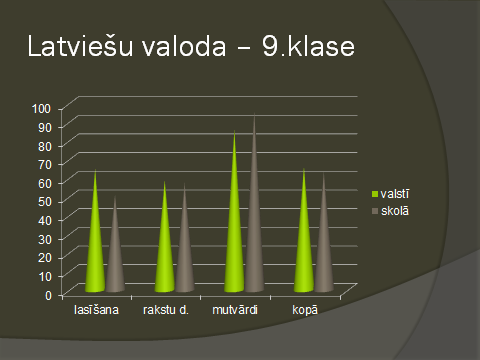 Latviešu valoda – 9.klase
100
90
80
70
60
50
40
30
20
10
0
lasīšana rakstu d. mutvārdi kopā
valstī
skolā